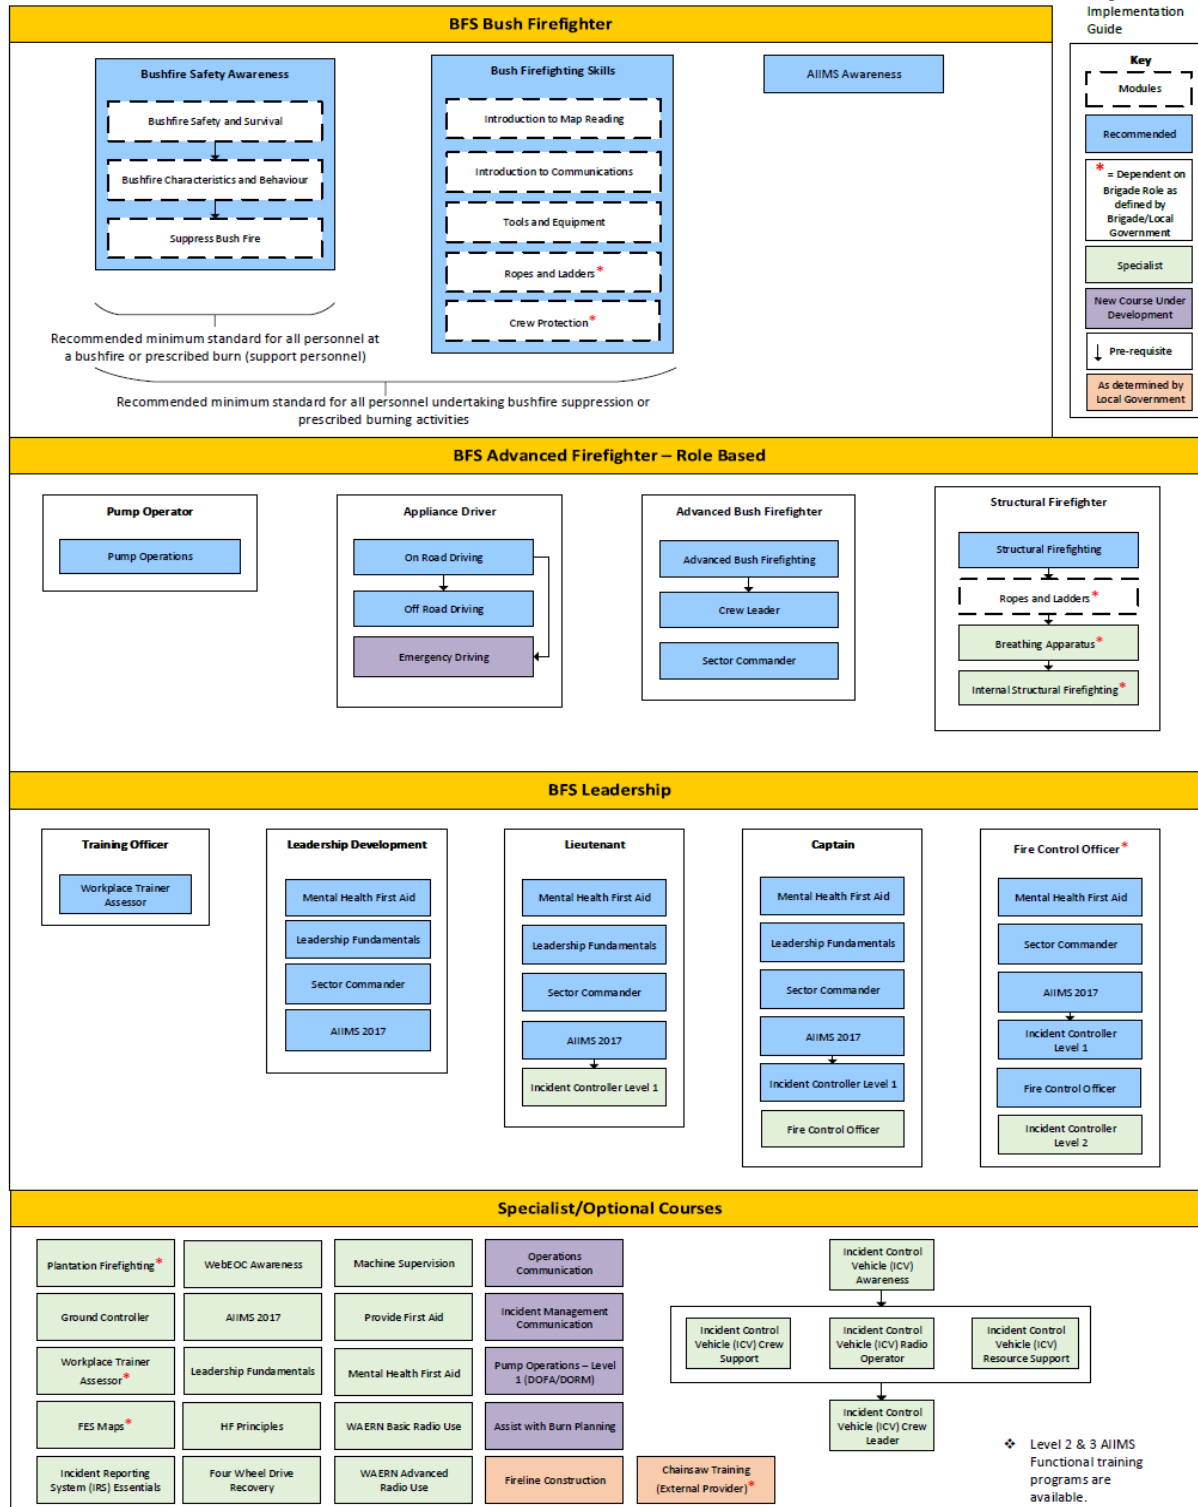 Implementation
Guide
BFS Bush Firefighter
Bushfire Safety Awareness
Bushfire Safety and Survival
Bushfire Characteristics and Behaviour
Suppress Bush Fire
Recommended minimum standard for all personnel at
a bushfire or prescribed burn (support personnel)
Bush Firefighting Skills
Introduction to Map Reading
Introduction to Communications
Tools and Equipment
Ropes and Ladders*
Crew Protection*
Recommended minimum standard for all personnel undertaking bushfire suppression or
prescribed burning activities
AIIMS Awareness
Key
Modules
Recommended
* = Dependent on
Brigade Role as
defined by
Brigade/Local
Government
Specialist
New Course Under
Development
Pre-requisite
As determined by
Local Government
BFS Advanced Firefighter – Role Based
Pump Operator
Pump Operations
Appliance Driver
On Road Driving
Off Road Driving
Emergency Driving
Advanced Bush Firefighter
Advanced Bush Firefighting
Crew Leader
Sector Commander
Structural Firefighter
Structural Firefighting
Ropes and Ladders*
Breathing Apparatus*
Internal Structural Firefighting*
BFS Leadership
Training Officer
Workplace Trainer
Assessor
Leadership Development
Mental Health First Aid
Leadership Fundamentals
Sector Commander
AIIMS 2017
Lieutenant
Mental Health First Aid
Leadership Fundamentals
Sector Commander
AIIMS 2017
Incident Controller Level 1
Captain
Mental Health First Aid
Leadership Fundamentals
Sector Commander
AIIMS 2017
Incident Controller Level 1
Fire Control Officer
Fire Control Officer*
Mental Health First Aid
Sector Commander
AIIMS 2017
Incident Controller
Level 1
Fire Control Officer
Incident Controller
Level 2
Specialist/Optional Courses
Plantation Firefighting*
Ground Controller
Workplace Trainer
Assessor*
FES Maps*
Incident Reporting
System (IRS) Essentials
WebEOC Awareness
AIIMS 2017
Leadership Fundamentals
HF Principles
Four Wheel Drive
Recovery
Machine Supervision
Provide First Aid
Mental Health First Aid
WAERN Basic Radio Use
WAERN Advanced
Radio Use
Operations
Communication
Incident Management
Communication
Pump Operations – Level
1 (DOFA/DORM)
Assist with Burn Planning
Fireline Construction
Chainsaw Training
(External Provider)*
Incident Control
Vehicle (ICV)
Awareness
Incident Control
Vehicle (ICV) Crew
Support
Incident Control
Vehicle (ICV) Radio
Operator
Incident Control
Vehicle (ICV)
Resource Support
Incident Control
Vehicle (ICV) Crew
Leader
❖ Level 2 & 3 AIIMS
Functional training
programs are
available.